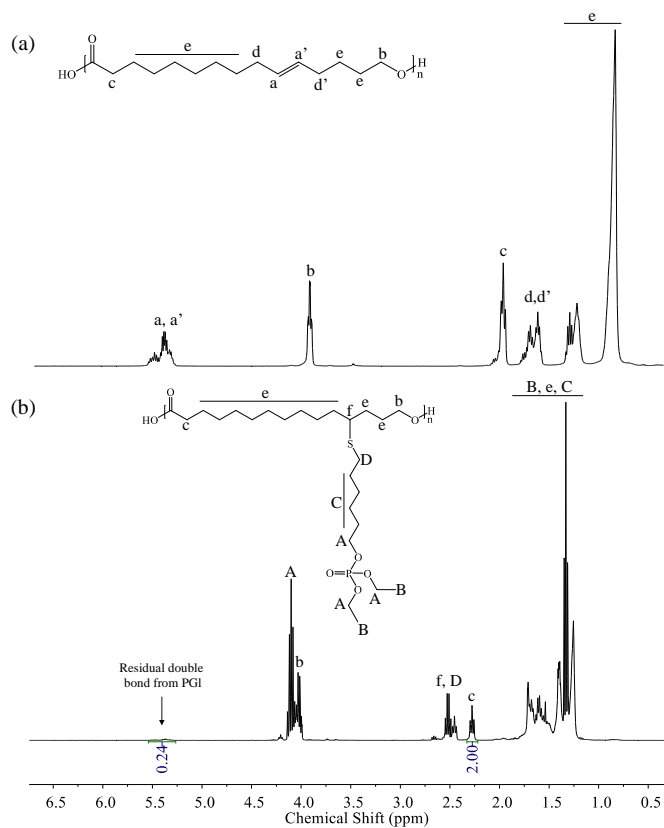 (a)
e
O
e
d
a'
e
b
HO
O
H
n
c
a
d'
e
e
b
c
a, a'
d,d'
(b)
B, e, C
O
e
f
e
b
HO
O
H
n
c
e
S
D
C
A
O
O=P
O
B
O
A
A
B
A
Residual double
bond from PGl
b
f, D
c
0.24
2.00
6.5 6.0 5.5 5.0 4.5 4.0 3.5 3.0 2.5 2.0 1.5 1.0 0.5
Chemical Shift (ppm)